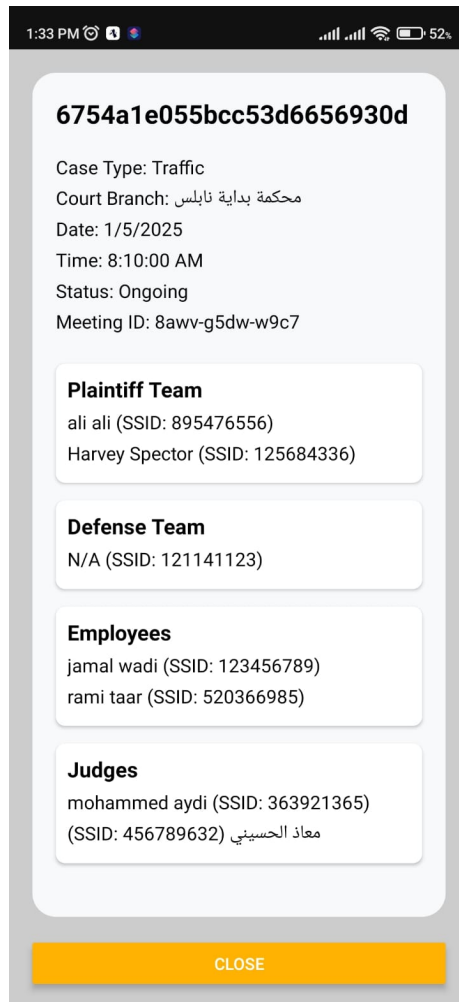 1:33 PM 52%
6754a1e055bcc53d6656930d
Case Type: Traffic
Court Branch: محكمة بداية نابلس
Date: 1/5/2025
Time: 8:10:00 AM
Status: Ongoing
Meeting ID: 8awv-g5dw-w9c7
Plaintiff Team
ali ali (SSID: 895476556)
Harvey Spector (SSID: 125684336)
Defense Team
N/A (SSID: 121141123)
Employees
jamal wadi (SSID: 123456789)
rami taar (SSID: 520366985)
Judges
mohammed aydi (SSID: 363921365)
معاذ الحسيني (SSID: 456789632)
CLOSE